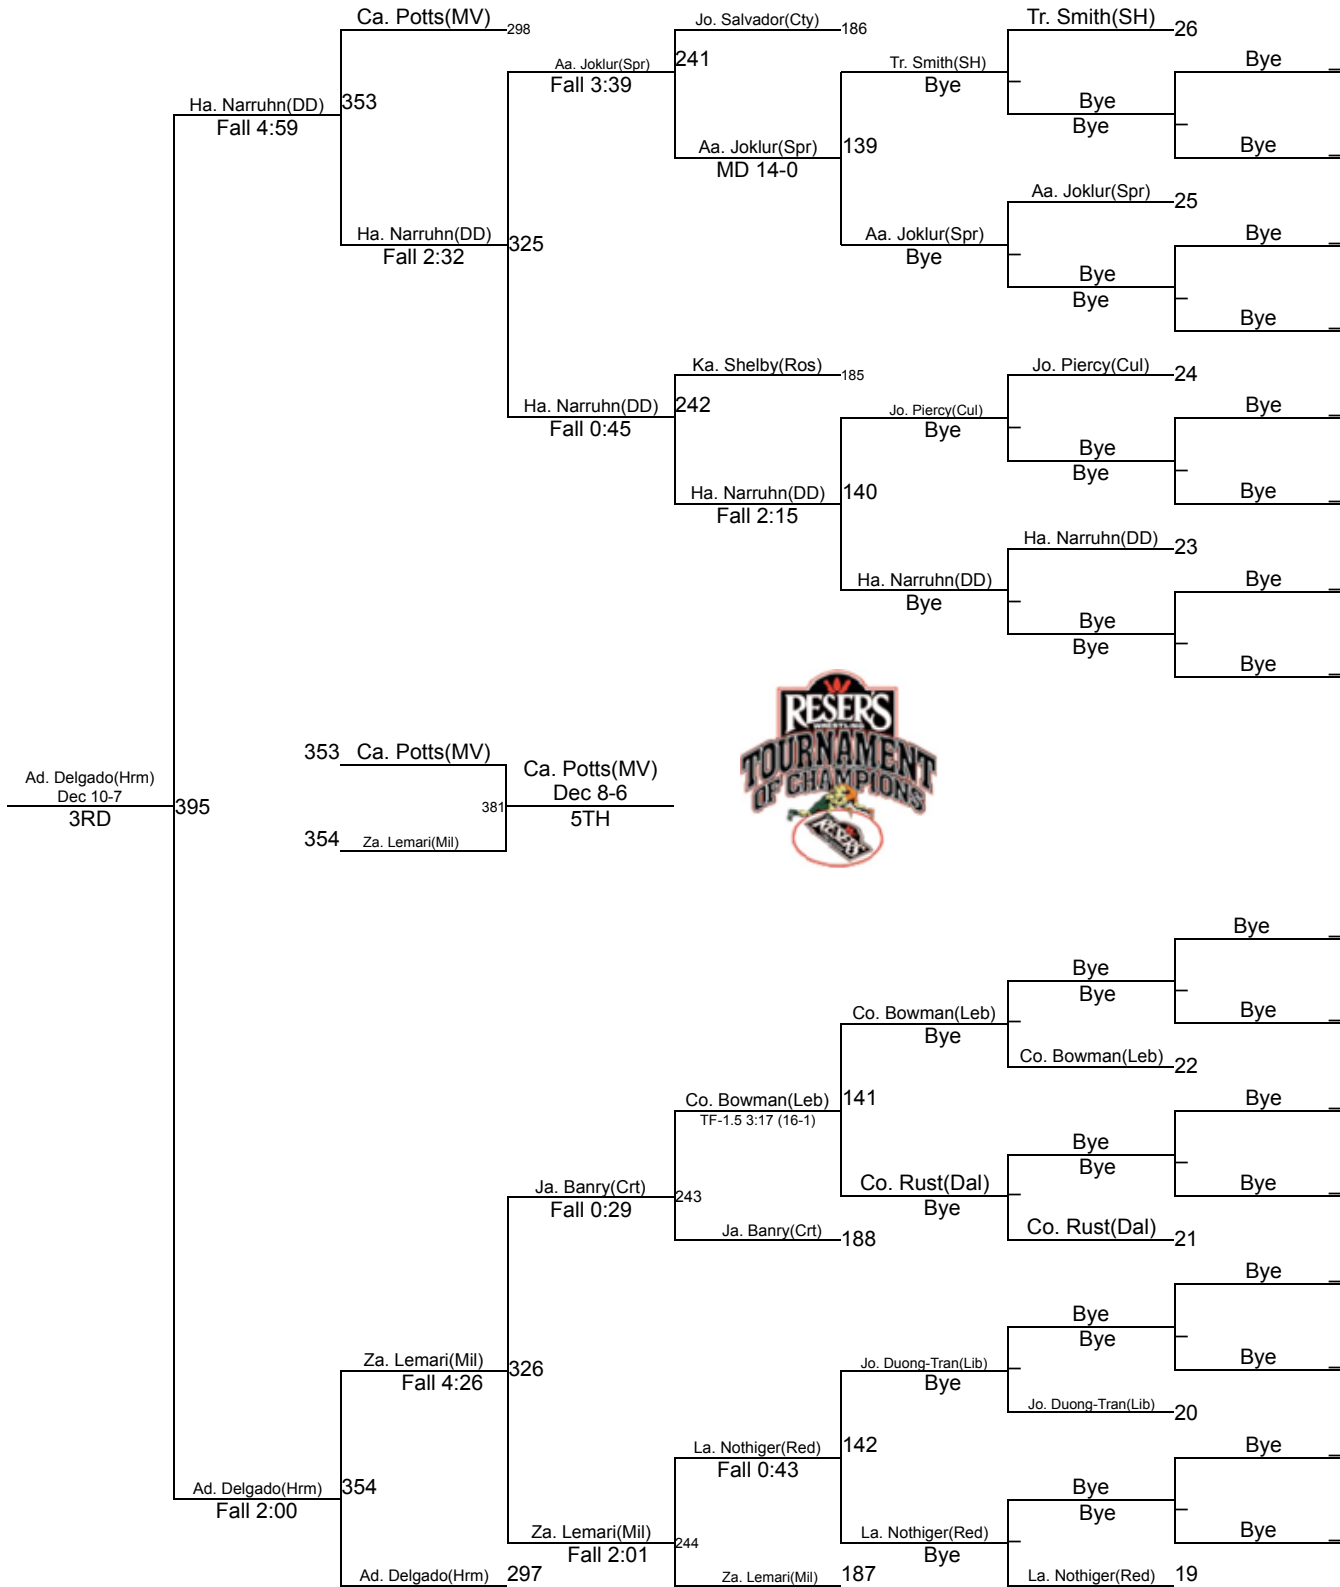 Ca. Potts(MV) 298
Jo. Salvador(Cty) 186
Tr. Smith(SH) 26
Aa. Joklur(Spr) 241
Fall 3:39
Tr. Smith(SH)
Bye
Bye
Ha. Narruhn(DD) 353
Fall 4:59
Bye
Bye
Aa. Joklur(Spr) 139
MD 14-0
Bye
Aa. Joklur(Spr) 25
Ha. Narruhn(DD) 325
Fall 2:32
Aa. Joklur(Spr)
Bye
Bye
Bye
Bye
Bye
Ka. Shelby(Ros) 185
Jo. Piercy(Cul) 24
Ha. Narruhn(DD) 242
Fall 0:45
Jo. Piercy(Cul)
Bye
Bye
Bye
Bye
Ha. Narruhn(DD) 140
Fall 2:15
Bye
Ha. Narruhn(DD) 23
Ha. Narruhn(DD)
Bye
Bye
Bye
Bye
Bye
RESER'S
WRESTLING
TOURNAMENT
OF CHAMPIONS
RESER'S
353 Ca. Potts(MV)
Ca. Potts(MV)
Dec 8-6
381
5TH
354 Za. Lemari(Mil)
Ad. Delgado(Hrm)
Dec 10-7
395
3RD
Bye
Bye
Bye
Co. Bowman(Leb)
Bye
Bye
Co. Bowman(Leb) 22
Co. Bowman(Leb) 141
TF-1.5 3:17 (16-1)
Bye
Bye
Bye
Ja. Banry(Crt) 243
Fall 0:29
Co. Rust(Dal)
Bye
Bye
Ja. Banry(Crt) 188
Co. Rust(Dal) 21
Bye
Bye
Bye
Za. Lemari(Mil) 326
Fall 4:26
Jo. Duong-Tran(Lib)
Bye
Bye
Jo. Duong-Tran(Lib) 20
La. Nothiger(Red) 142
Fall 0:43
Bye
Ad. Delgado(Hrm) 354
Fall 2:00
Bye
Bye
Za. Lemari(Mil) 244
Fall 2:01
La. Nothiger(Red)
Bye
Bye
Ad. Delgado(Hrm) 297
Za. Lemari(Mil) 187
La. Nothiger(Red) 19